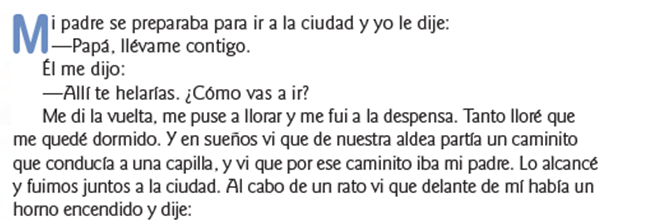 Mi padre se preparaba para ir a la ciudad y yo le dije:
—Papá, llévame contigo.
Él me dijo:
—Allí te helarías. ¿Cómo vas a ir?
Me di la vuelta, me puse a llorar y me fui a la despensa. Tanto lloré que
me quedé dormido. Y en sueños vi que de nuestra aldea partía un caminito
que conducía a una capilla, y vi que por ese caminito iba mi padre. Lo alcancé
y fuimos juntos a la ciudad. Al cabo de un rato vi que delante de mí había un
horno encendido y dije: